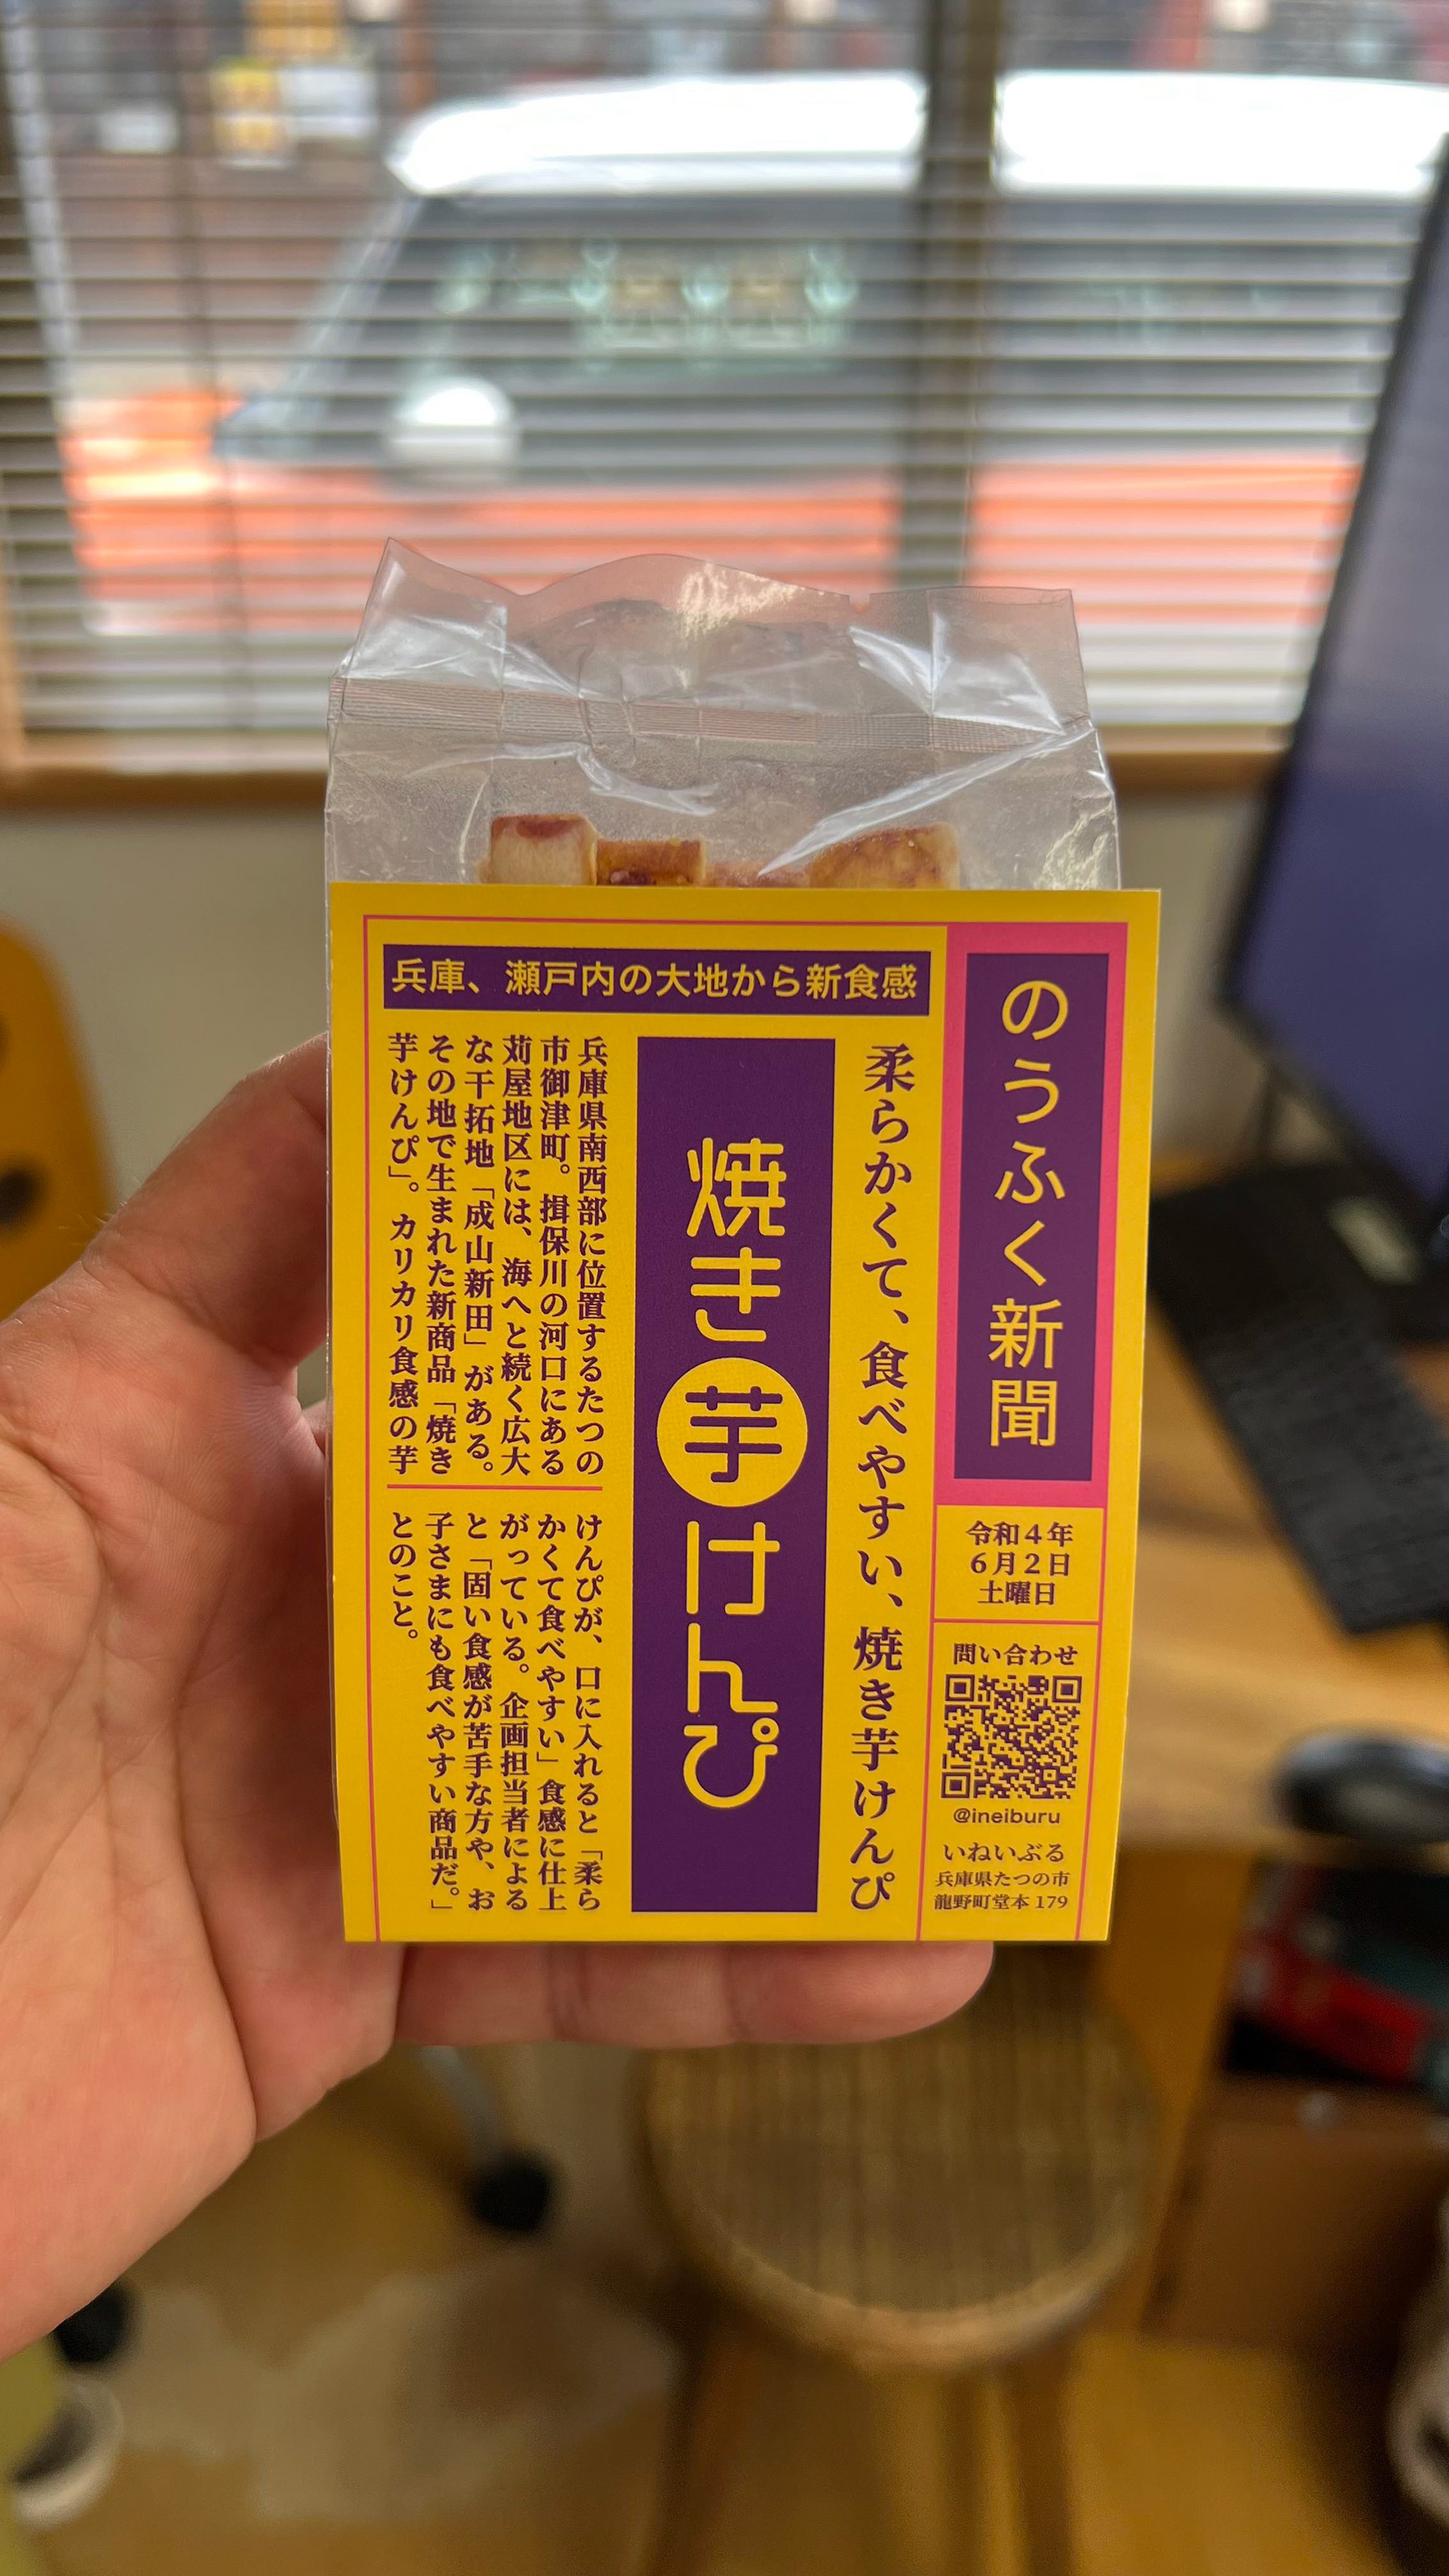 のうふく新聞
令和4年
6月2日
土曜日
問い合わせ
@ineiburu
いねいぶる
兵庫県たつの市
龍野町堂本 179
兵庫、瀬戸内の大地から新食感
柔らかくて、食べやすい、焼き芋けんぴ
焼き芋けんぴ
兵庫県南西部に位置するたつの
市御津町。揖保川の河口にある
苅屋地区には、海へと続く広大
な干拓地「成山新田」がある。
その地で生まれた新商品「焼き
芋けんぴ」。カリカリ食感の芋
けんぴが、口に入れると「柔ら
かくて食べやすい」食感に仕上
がっている。企画担当者による
と「固い食感が苦手な方や、お
子さまにも食べやすい商品だ。」
とのこと。